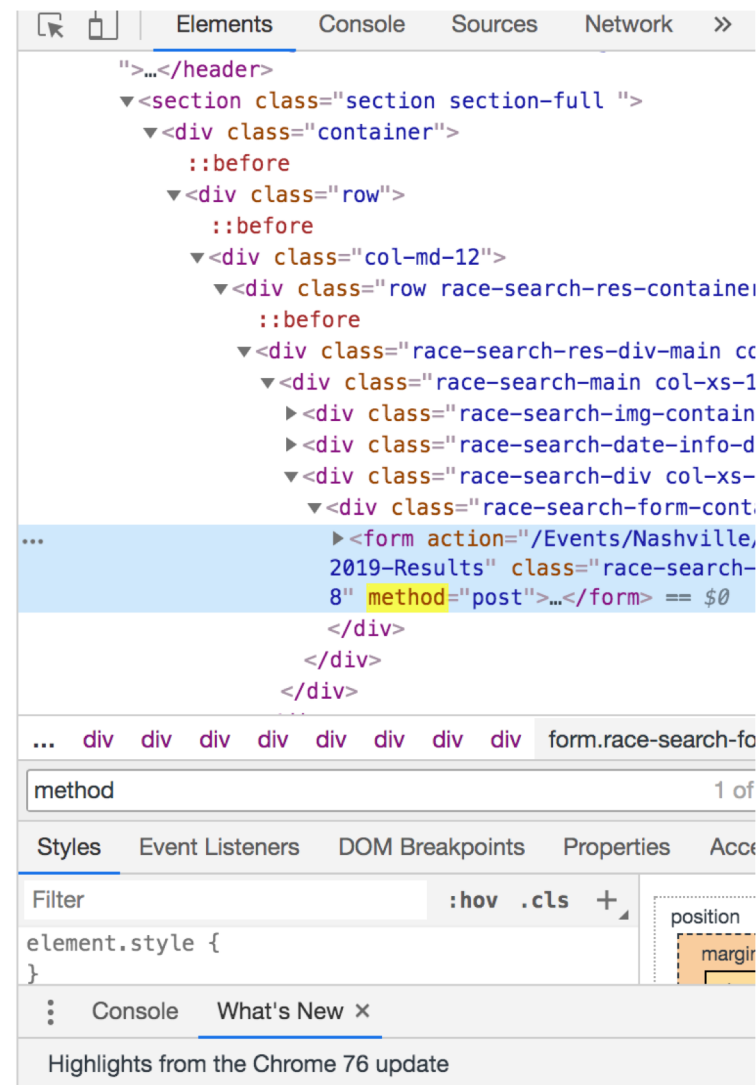 Elements Console Sources Network »
">…</header>
▼<section class="section section-full ">
▼<div class="container">
::before
▼<div class="row">
::before
▼<div class="col-md-12">
▼<div class="row race-search-res-container
::before
▼<div class="race-search-res-div-main co
▼<div class="race-search-main col-xs-1
▶<div class="race-search-img-contain
▶<div class="race-search-date-info-d
▼<div class="race-search-div col-xs-
▼<div class="race-search-form-cont
… ▶<form action="/Events/Nashville/
2019-Results" class="race-search-
8" method="post">…</form> == $0
</div>
</div>
</div>
… div div div div div div div div form.race-search-fo
method 1 of
Styles Event Listeners DOM Breakpoints Properties Acce
Filter :hov .cls +
position
element.style {
margin
}
Console What's New ×
Highlights from the Chrome 76 update